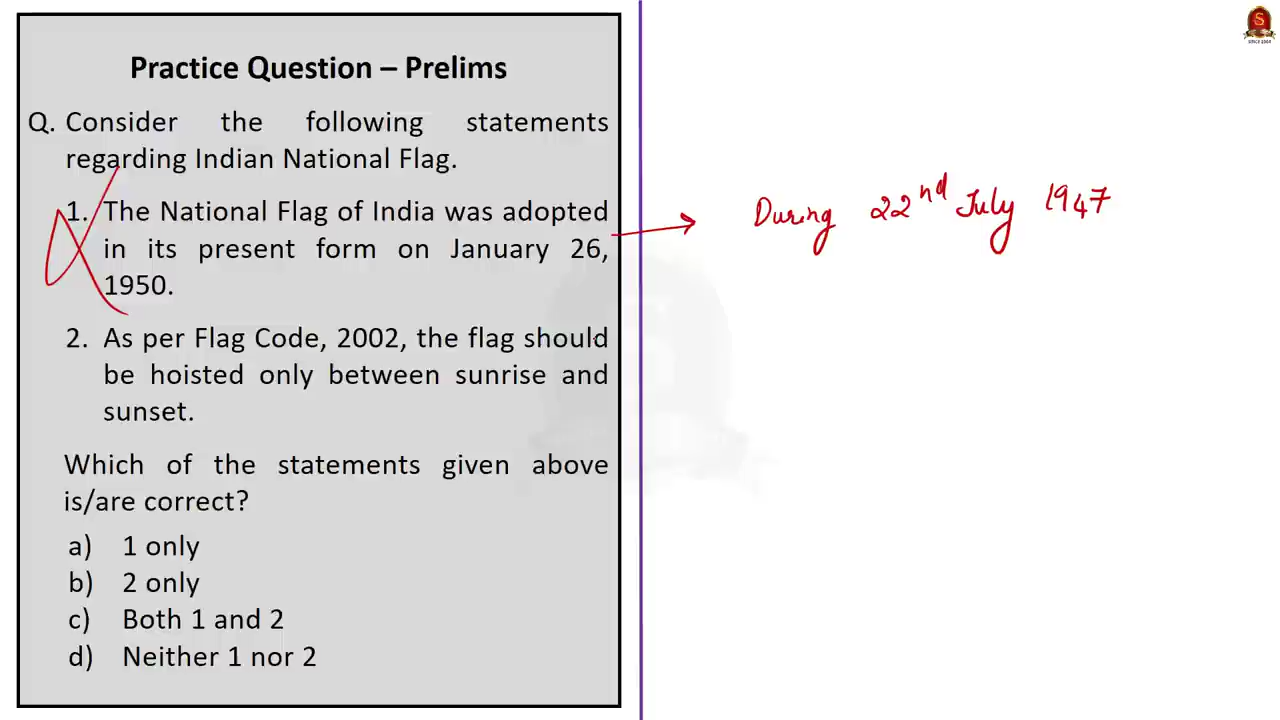 Practice Question – Prelims
Q. Consider the following statements
regarding Indian National Flag.
1. The National Flag of India was adopted
in its present form on January 26,
1950.
2. As per Flag Code, 2002, the flag should
be hoisted only between sunrise and
sunset.
Which of the statements given above
is/are correct?
a) 1 only
b) 2 only
c) Both 1 and 2
d) Neither 1 nor 2
During 22nd July 1947
S
SINCE 1984